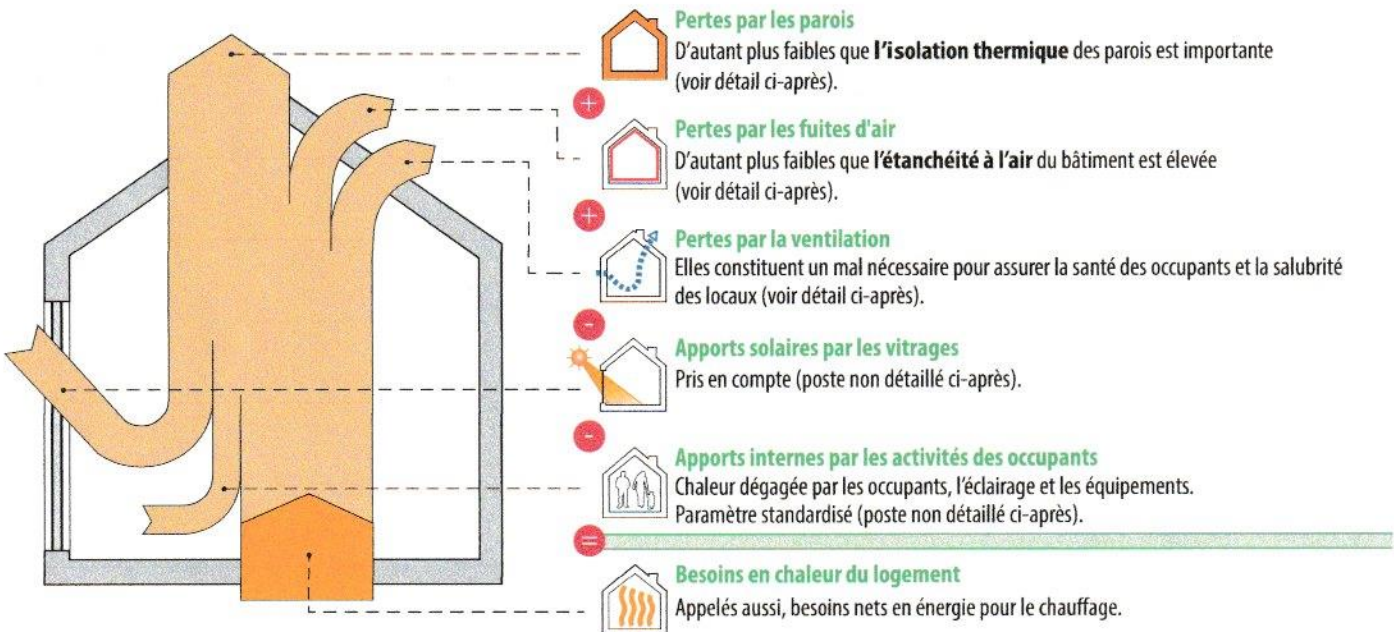 Pertes par les parois
D'autant plus faibles que l'isolation thermique des parois est importante
(voir détail ci-après).
+
Pertes par les fuites d'air
D'autant plus faibles que l'étanchéité à l'air du bâtiment est élevée
(voir détail ci-après).
+
Pertes par la ventilation
Elles constituent un mal nécessaire pour assurer la santé des occupants et la salubrité
des locaux (voir détail ci-après).
-
Apports solaires par les vitrages
Pris en compte (poste non détaillé ci-après).
-
Apports internes par les activités des occupants
Chaleur dégagée par les occupants, l'éclairage et les équipements.
Paramètre standardisé (poste non détaillé ci-après).
=
Besoins en chaleur du logement
Appelés aussi, besoins nets en énergie pour le chauffage.